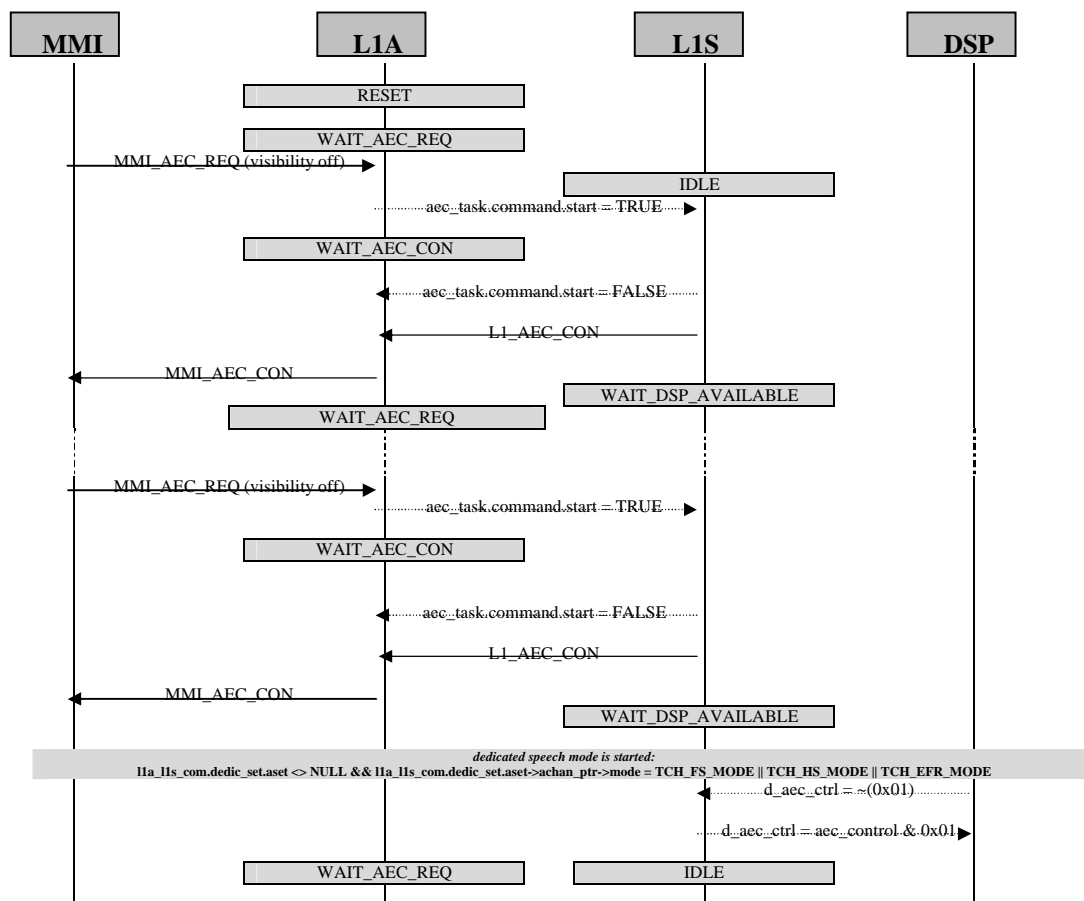 MMI
L1A
L1S
DSP
RESET
WAIT_AEC_REQ
MMI_AEC_REQ (visibility off)
IDLE
aec_task.command.start = TRUE
WAIT_AEC_CON
aec_task.command.start = FALSE
L1_AEC_CON
MMI_AEC_CON
WAIT_DSP_AVAILABLE
WAIT_AEC_REQ
MMI_AEC_REQ (visibility off)
aec_task.command.start = TRUE
WAIT_AEC_CON
aec_task.command.start = FALSE
L1_AEC_CON
MMI_AEC_CON
WAIT_DSP_AVAILABLE
dedicated speech mode is started:
l1a_l1s_com.dedic_set.aset <> NULL && l1a_l1s_com.dedic_set.aset->achan_ptr->mode = TCH_FS_MODE || TCH_HS_MODE || TCH_EFR_MODE
d_aec_ctrl = ~(0x01)
d_aec_ctrl = aec_control & 0x01
WAIT_AEC_REQ
IDLE